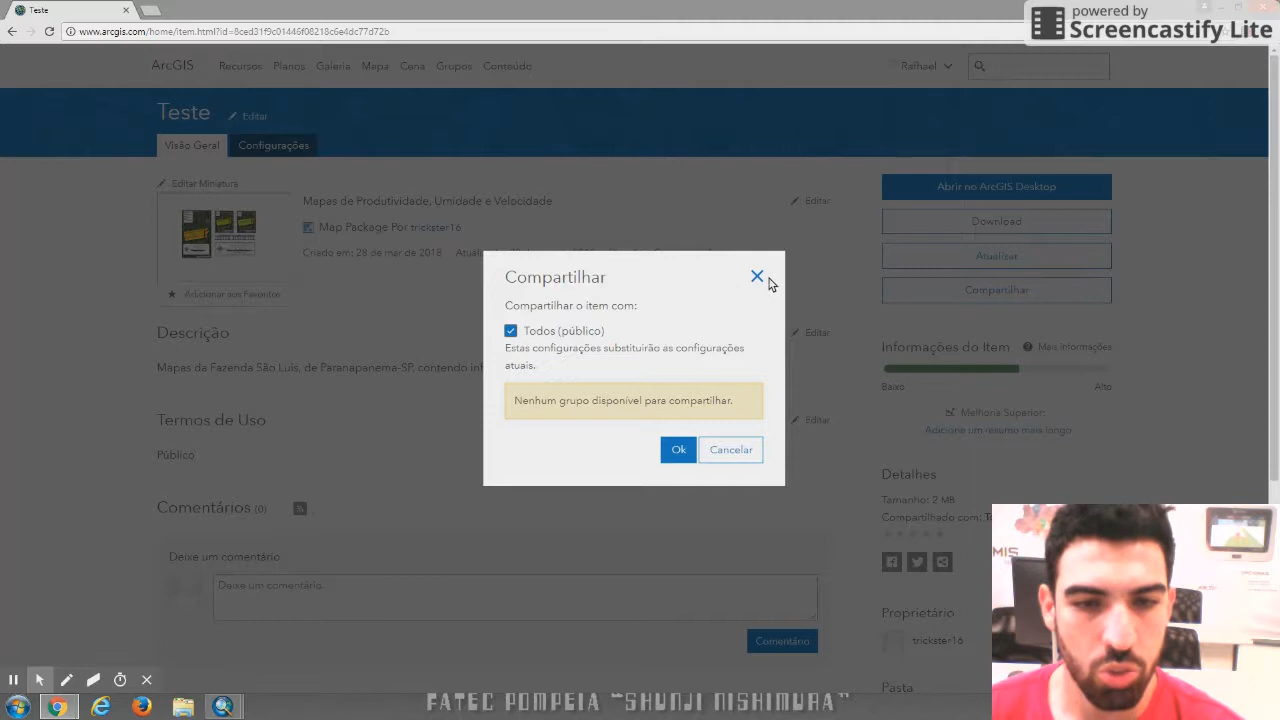 powered by
Screencastify Lite
Teste
www.arcgis.com/home/item.html?id=8ced31f9c01446f08218c
dc77d72b
ArcGIS Recursos Planos Galeria Mapa Cena Grupos Conteúdo Rafhael
Teste Editar
Visão Geral Configurações
Editar Miniatura
Mapas de Produtividade, Umidade e Velocidade Editar
Map Package Por trickster16
Criado em: 28 de mar de 2018
Adicionar aos Favoritos
Abrir no ArcGIS Desktop
Download
Atualizar
Compartilhar
Compartilhar
Compartilhar o item com:
Todos (público)
Estas configurações substituirão as configurações
atuais.
Nenhum grupo disponível para compartilhar.
Ok Cancelar
Descrição Editar
Mapas da Fazenda São Luis, de Paranapanema-SP, contendo
Termos de Uso Editar
Público
Comentários (0)
Deixe um comentário
Deixe um comentário.
Comentário
Informações do Item Mais informações
Baixo Alto
Melhoria Superior:
Adicione um resumo mais longo
Detalhes
Tamanho: 2 MB
Compartilhado com:
Proprietário
trickster16
Pasta
FATEC POMPEIA "SHUNJI NISHIMURA"